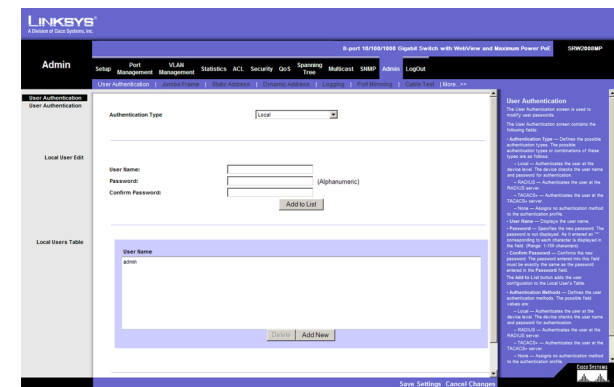 LINKSYS®
A Division of Cisco Systems, Inc.
8-port 10/100/1000 Gigabit Switch with WebView and Maximum Power PoE
SRW2008MP
Admin
Setup Port Management VLAN Management Statistics ACL Security QoS Spanning Tree Multicast SNMP Admin LogOut
User Authentication | Jumbo Frame | Static Address | Dynamic Address | Logging | Port Mirroring | Cable Test | More...>>
User Authentication
User Authentication
Authentication Type
Local
Local User Edit
User Name:
Password:
(Alphanumeric)
Confirm Password:
Add to List
Local Users Table
User Name
admin
Delete
Add New
User Authentication
The User Authentication screen is used to
modify user passwords.
The User Authentication screen contains the
following fields:
• Authentication Type — Defines the possible
authentication types. The possible
authentication types or combinations of these
types are as follows:
– Local — Authenticates the user at the
device level. The device checks the user name
and password for authentication.
– RADIUS — Authenticates the user at the
RADIUS server.
– TACACS+ — Authenticates the user at the
TACACS+ server.
– None — Assigns no authentication method
to the authentication profile.
• User Name — Displays the user name.
• Password — Specifies the new password. The
password is not displayed. As it entered an "*"
corresponding to each character is displayed in
the field. (Range: 1-159 characters)
• Confirm Password — Confirms the new
password. The password entered into this field
must be exactly the same as the password
entered in the Password field.
The Add to List button adds the user
configuration to the Local User's Table.
• Authentication Methods — Defines the user
authentication methods. The possible field
values are:
– Local — Authenticates the user at the
device level. The device checks the user name
and password for authentication.
– RADIUS — Authenticates the user at the
RADIUS server.
– TACACS+ — Authenticates the user at the
TACACS+ server.
– None — Assigns no authentication method
to the authentication profile.
Save Settings Cancel Changes
CISCO SYSTEMS